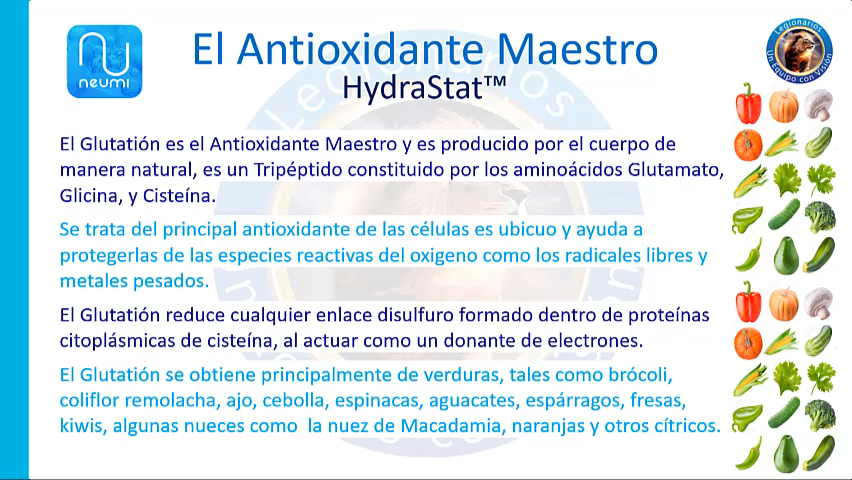 El Antioxidante Maestro
HydraStat™
neumi
Legionarios
Un Equipo con Visión
El Glutatión es el Antioxidante Maestro y es producido por el cuerpo de
manera natural, es un Tripéptido constituido por los aminoácidos Glutamato,
Glicina, y Cisteína.
Se trata del principal antioxidante de las células es ubicuo y ayuda a
protegerlas de las especies reactivas del oxigeno como los radicales libres y
metales pesados.
El Glutatión reduce cualquier enlace disulfuro formado dentro de proteínas
citoplásmicas de cisteína, al actuar como un donante de electrones.
El Glutatión se obtiene principalmente de verduras, tales como brócoli,
coliflor remolacha, ajo, cebolla, espinacas, aguacates, espárragos, fresas,
kiwis, algunas nueces como  la nuez de Macadamia, naranjas y otros cítricos.